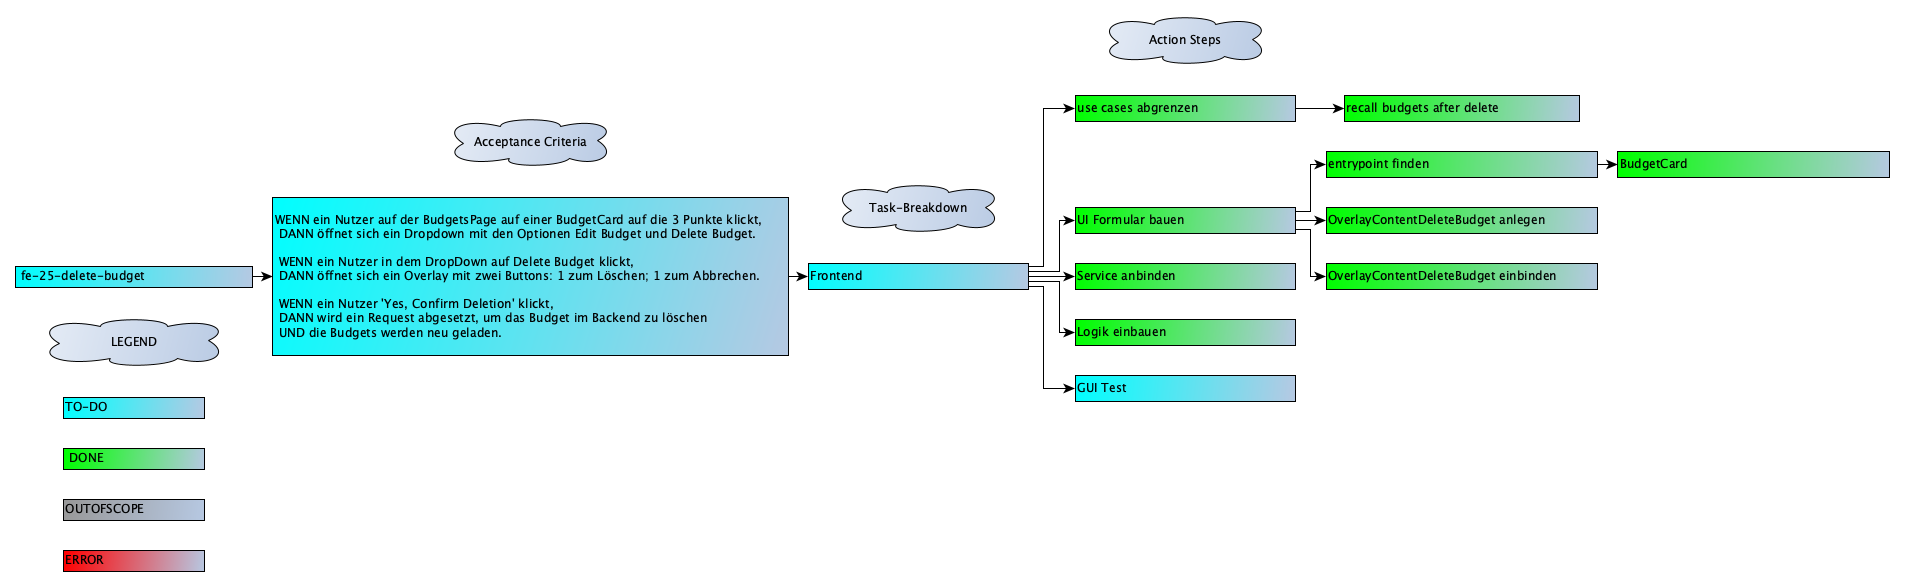 Action Steps
use cases abgrenzen
recall budgets after delete
Acceptance Criteria
entrypoint finden
BudgetCard
Task-Breakdown
UI Formular bauen
OverlayContentDeleteBudget anlegen
WENN ein Nutzer auf der BudgetsPage auf einer BudgetCard auf die 3 Punkte klickt,
DANN öffnet sich ein Dropdown mit den Optionen Edit Budget und Delete Budget.
WENN ein Nutzer in dem DropDown auf Delete Budget klickt,
DANN öffnet sich ein Overlay mit zwei Buttons: 1 zum Löschen; 1 zum Abbrechen.
WENN ein Nutzer 'Yes, Confirm Deletion' klickt,
DANN wird ein Request abgesetzt, um das Budget im Backend zu löschen
UND die Budgets werden neu geladen.
fe-25-delete-budget
Frontend
Service anbinden
OverlayContentDeleteBudget einbinden
Logik einbauen
GUI Test
LEGEND
TO-DO
DONE
OUTOFSCOPE
ERROR